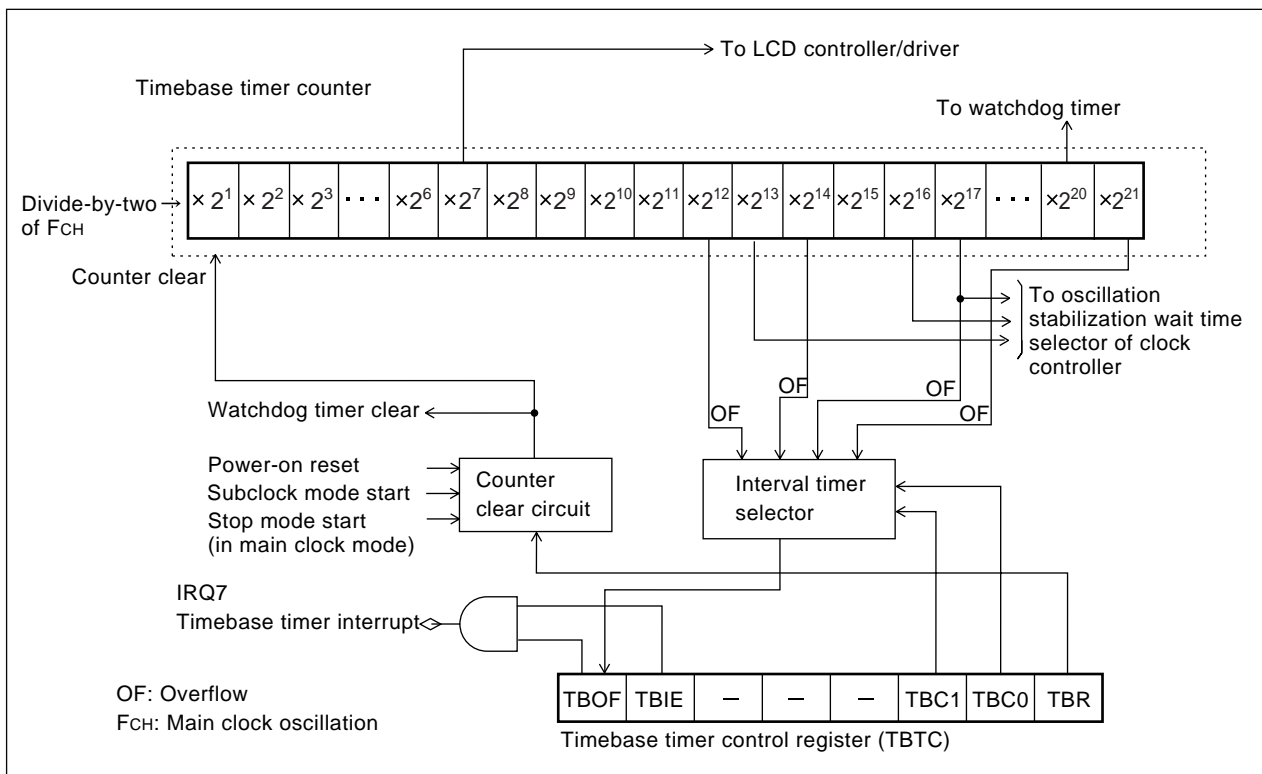 To LCD controller/driver
Timebase timer counter
To watchdog timer
Divide-by-two
of FCH
× 2¹ × 2² × 2³ · · · ×2⁶ ×2⁷ ×2⁸ ×2⁹ ×2¹⁰ ×2¹¹ ×2¹² ×2¹³ ×2¹⁴ ×2¹⁵ ×2¹⁶ ×2¹⁷ · · · ×2²⁰ ×2²¹
Counter clear
To oscillation
stabilization wait time
selector of clock
controller
OF
OF
OF
OF
Watchdog timer clear
Power-on reset
Subclock mode start
Stop mode start
(in main clock mode)
Counter
clear circuit
Interval timer
selector
IRQ7
Timebase timer interrupt
OF: Overflow
FCH: Main clock oscillation
TBOF TBIE – – – TBC1 TBC0 TBR
Timebase timer control register (TBTC)